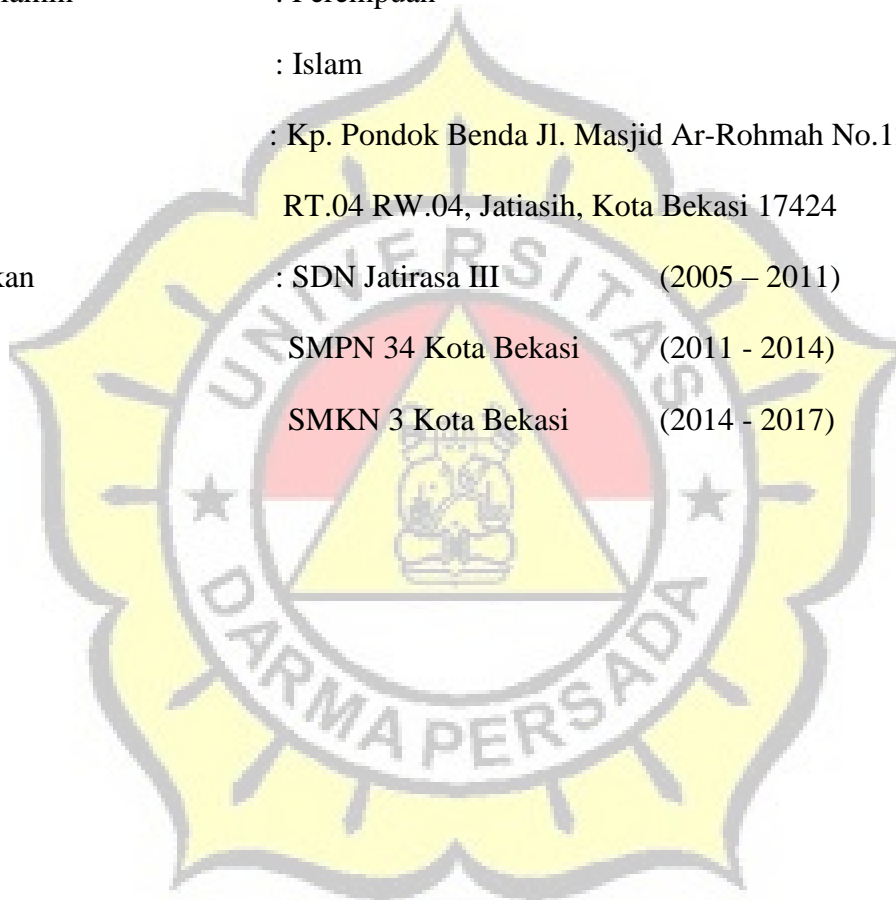 : Perempuan
: Islam
: Kp. Pondok Benda Jl. Masjid Ar-Rohmah No.1
RT.04 RW.04, Jatiasih, Kota Bekasi 17424
kan : SDN Jatirasa III (2005 – 2011)
SMPN 34 Kota Bekasi (2011 - 2014)
SMKN 3 Kota Bekasi (2014 - 2017)
UNIVERSITAS
DARMA PERSADA